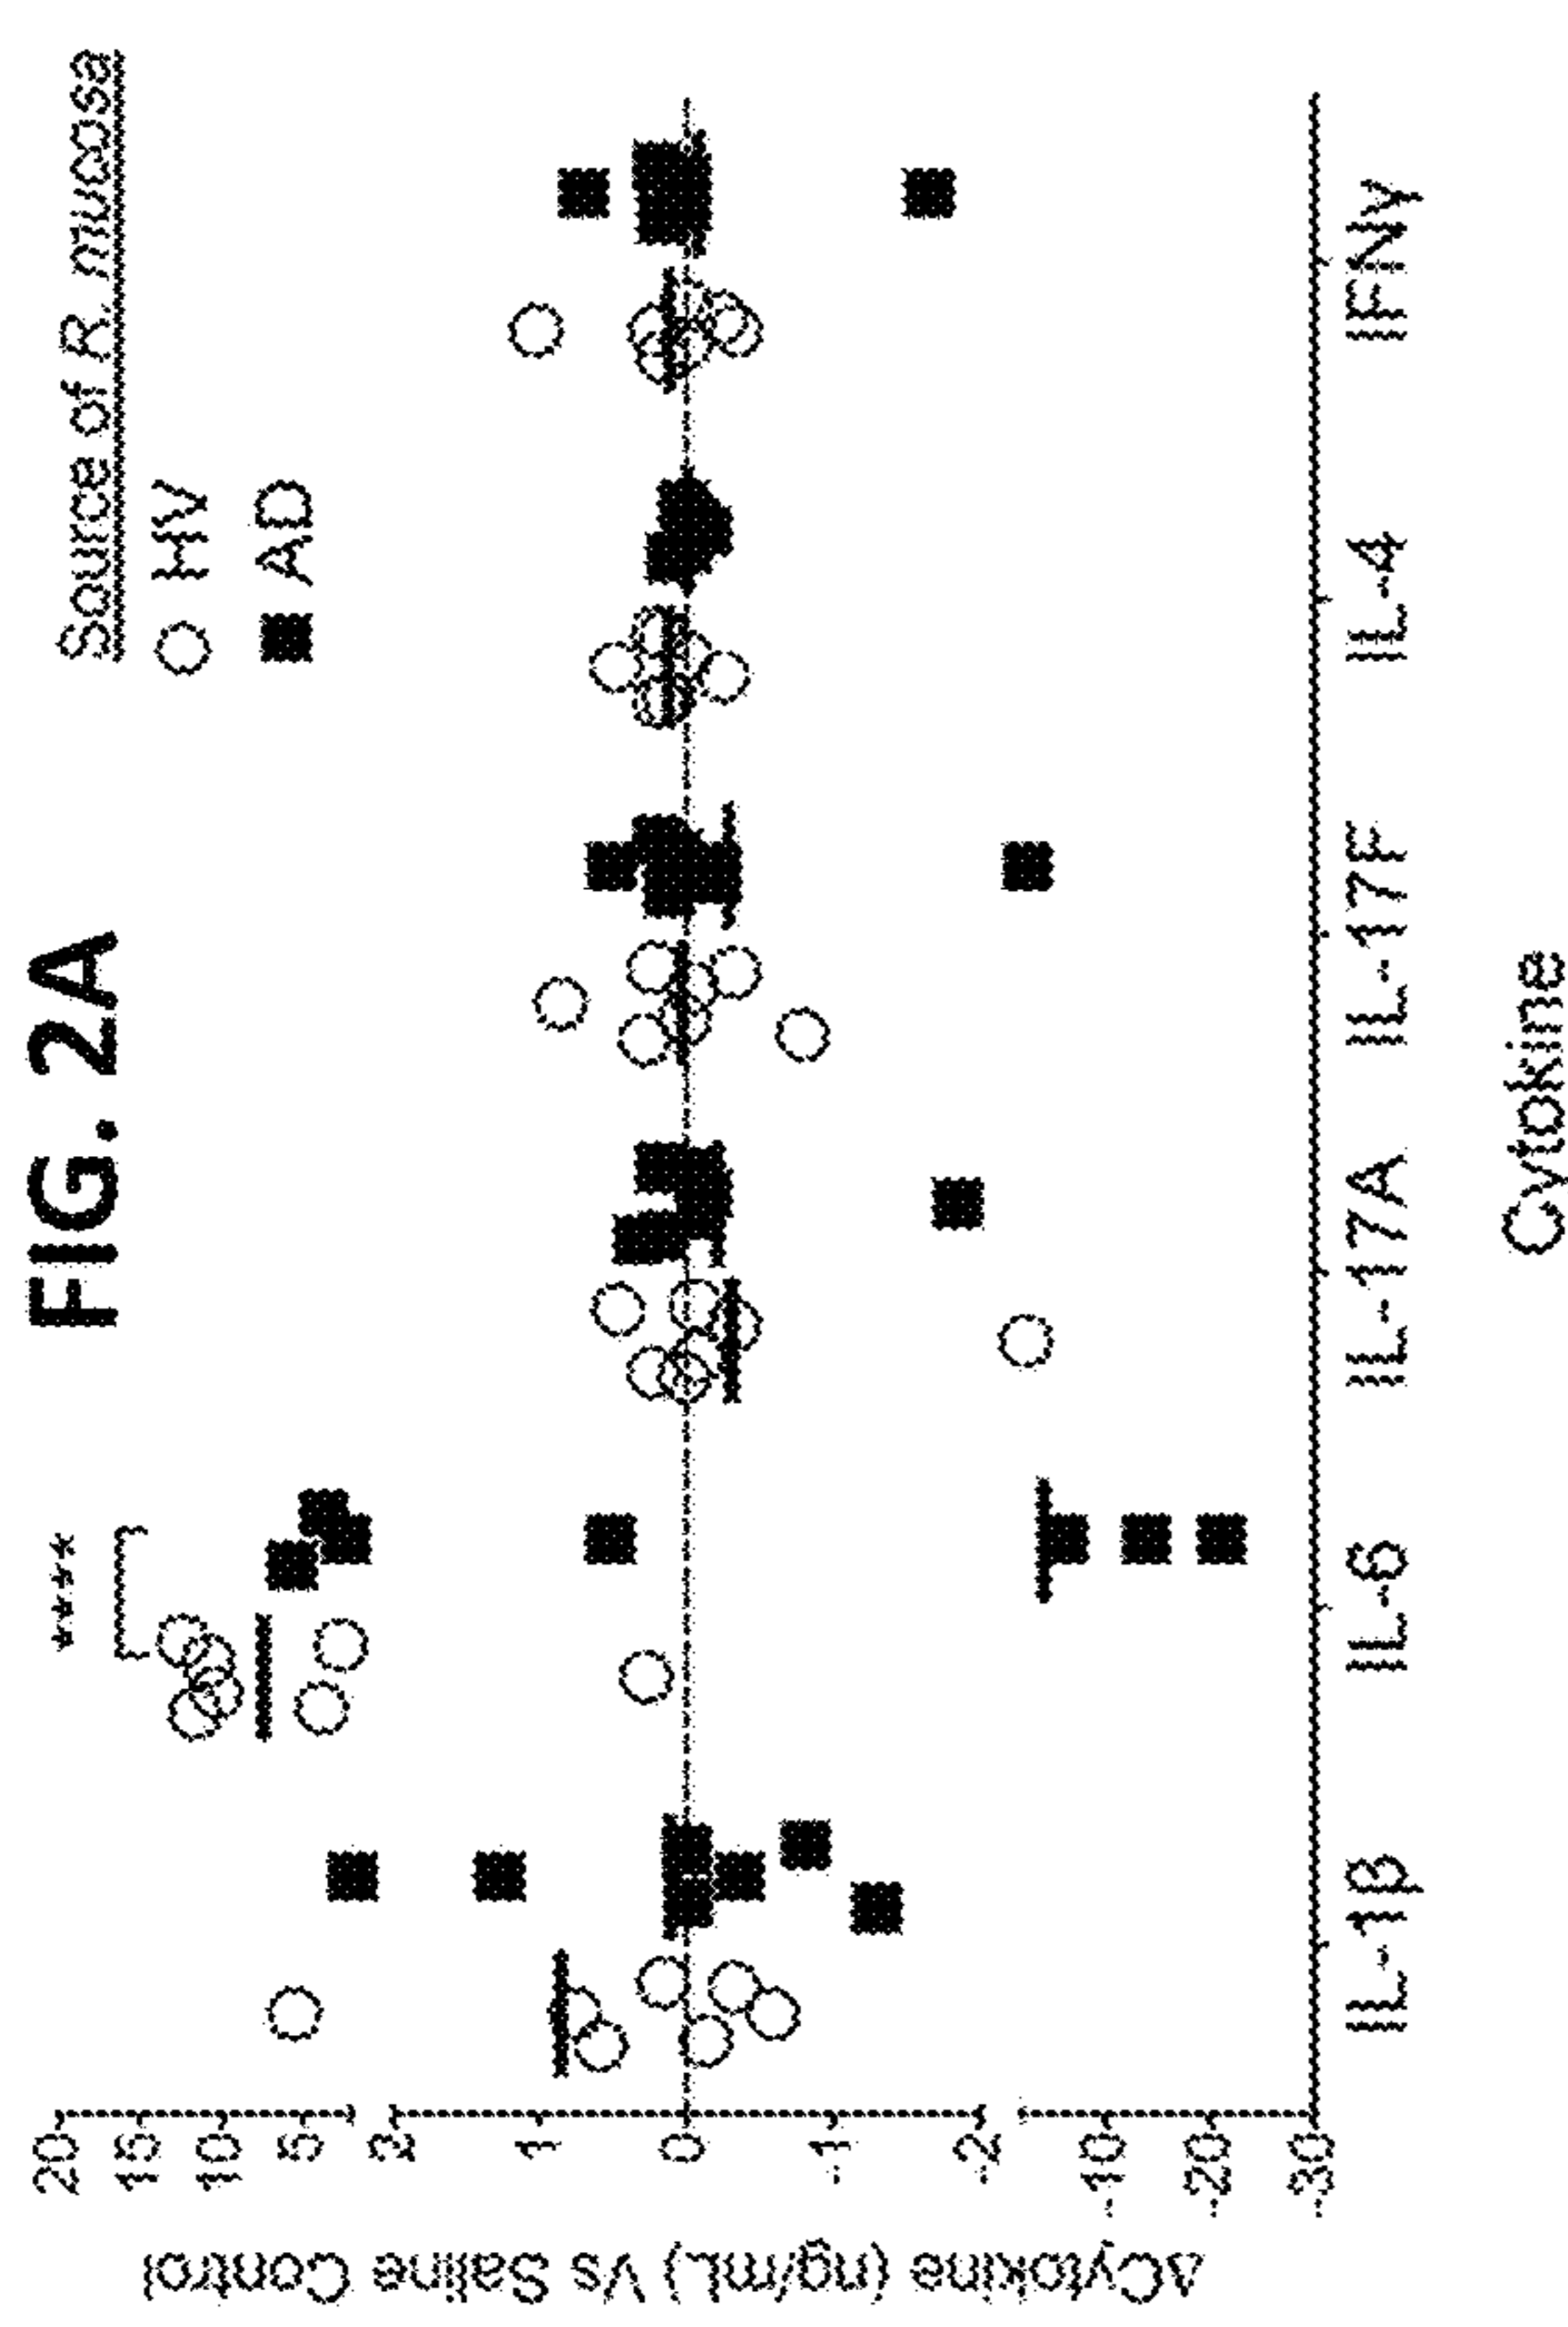 FIG. 2A
Source of R. mucosa
HV
AD
****
ΔCytokine (ng/mL) Vs Saline Control
20
15
10
5
2
1
0
-1
-2
-10
-20
-30
IL-1β IL-6 IL-17A IL-17F IL-4 IFNγ
Cytokine